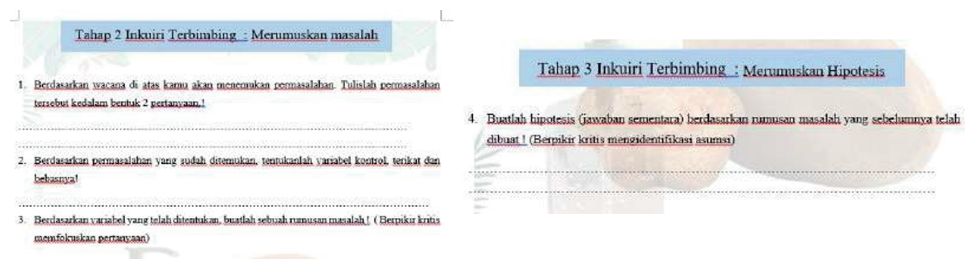 Tahap 2 Inkuiri Terbimbing : Merumuskan masalah
1. Berdasarkan wacana di atas kamu akan menemukan permasalahan. Tulislah permasalahan
tersebut kedalam bentuk 2 pertanyaan,!
2. Berdasarkan permasalahan yang sudah ditemukan, tentukanlah variabel kontrol, terikat dan
bebasnya!
3. Berdasarkan variabel yang telah ditentukan, buatlah sebuah rumusan masalah ! ( Berpikir kritis
memfokuskan pertanyaan)
Tahap 3 Inkuiri Terbimbing : Merumuskan Hipotesis
4. Buatlah hipotesis (jawaban sementara) berdasarkan rumusan masalah yang sebelumnya telah
dibuat ! (Berpikir kritis mengidentifikasi asumsi)